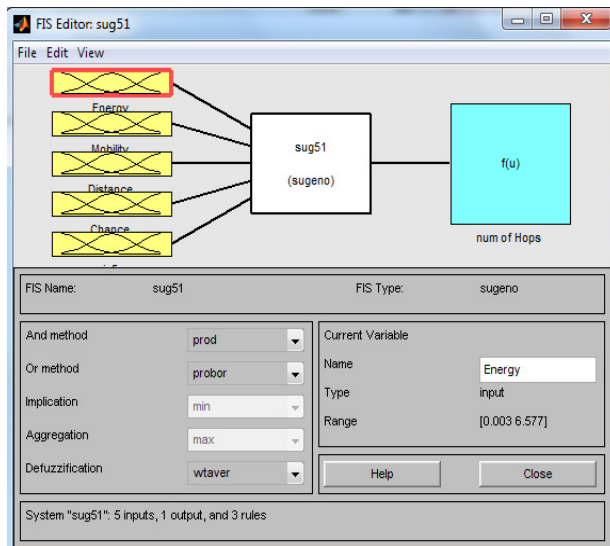 FIS Editor: sug51
File Edit View
Energy
Mobility
Distance
Chance
sug51
(sugeno)
f(u)
num of Hops
FIS Name: sug51 FIS Type: sugeno
And method prod
Or method probor
Implication min
Aggregation max
Defuzzification wtaver
Current Variable
Name Energy
Type input
Range [0.003 6.577]
Help Close
System "sug51": 5 inputs, 1 output, and 3 rules